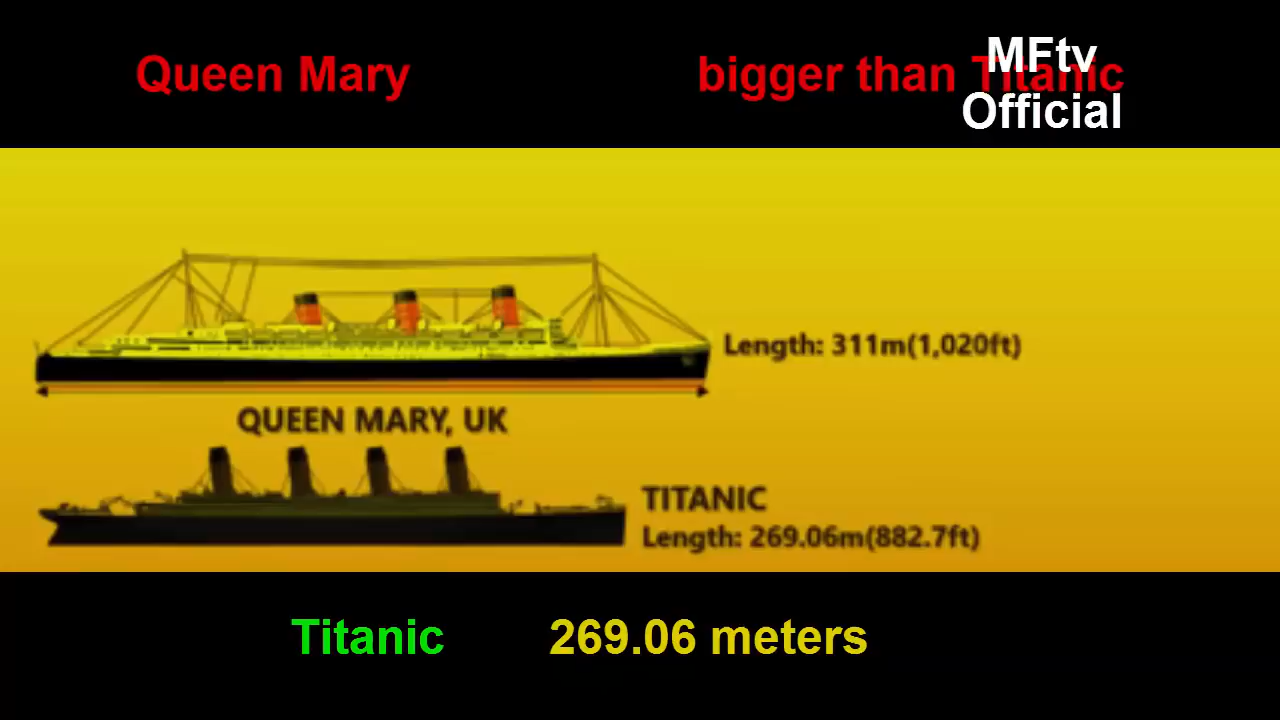 Queen Mary bigger than Titanic
MFtv
Official
Length: 311m(1,020ft)
QUEEN MARY, UK
TITANIC
Length: 269.06m(882.7ft)
Titanic 269.06 meters